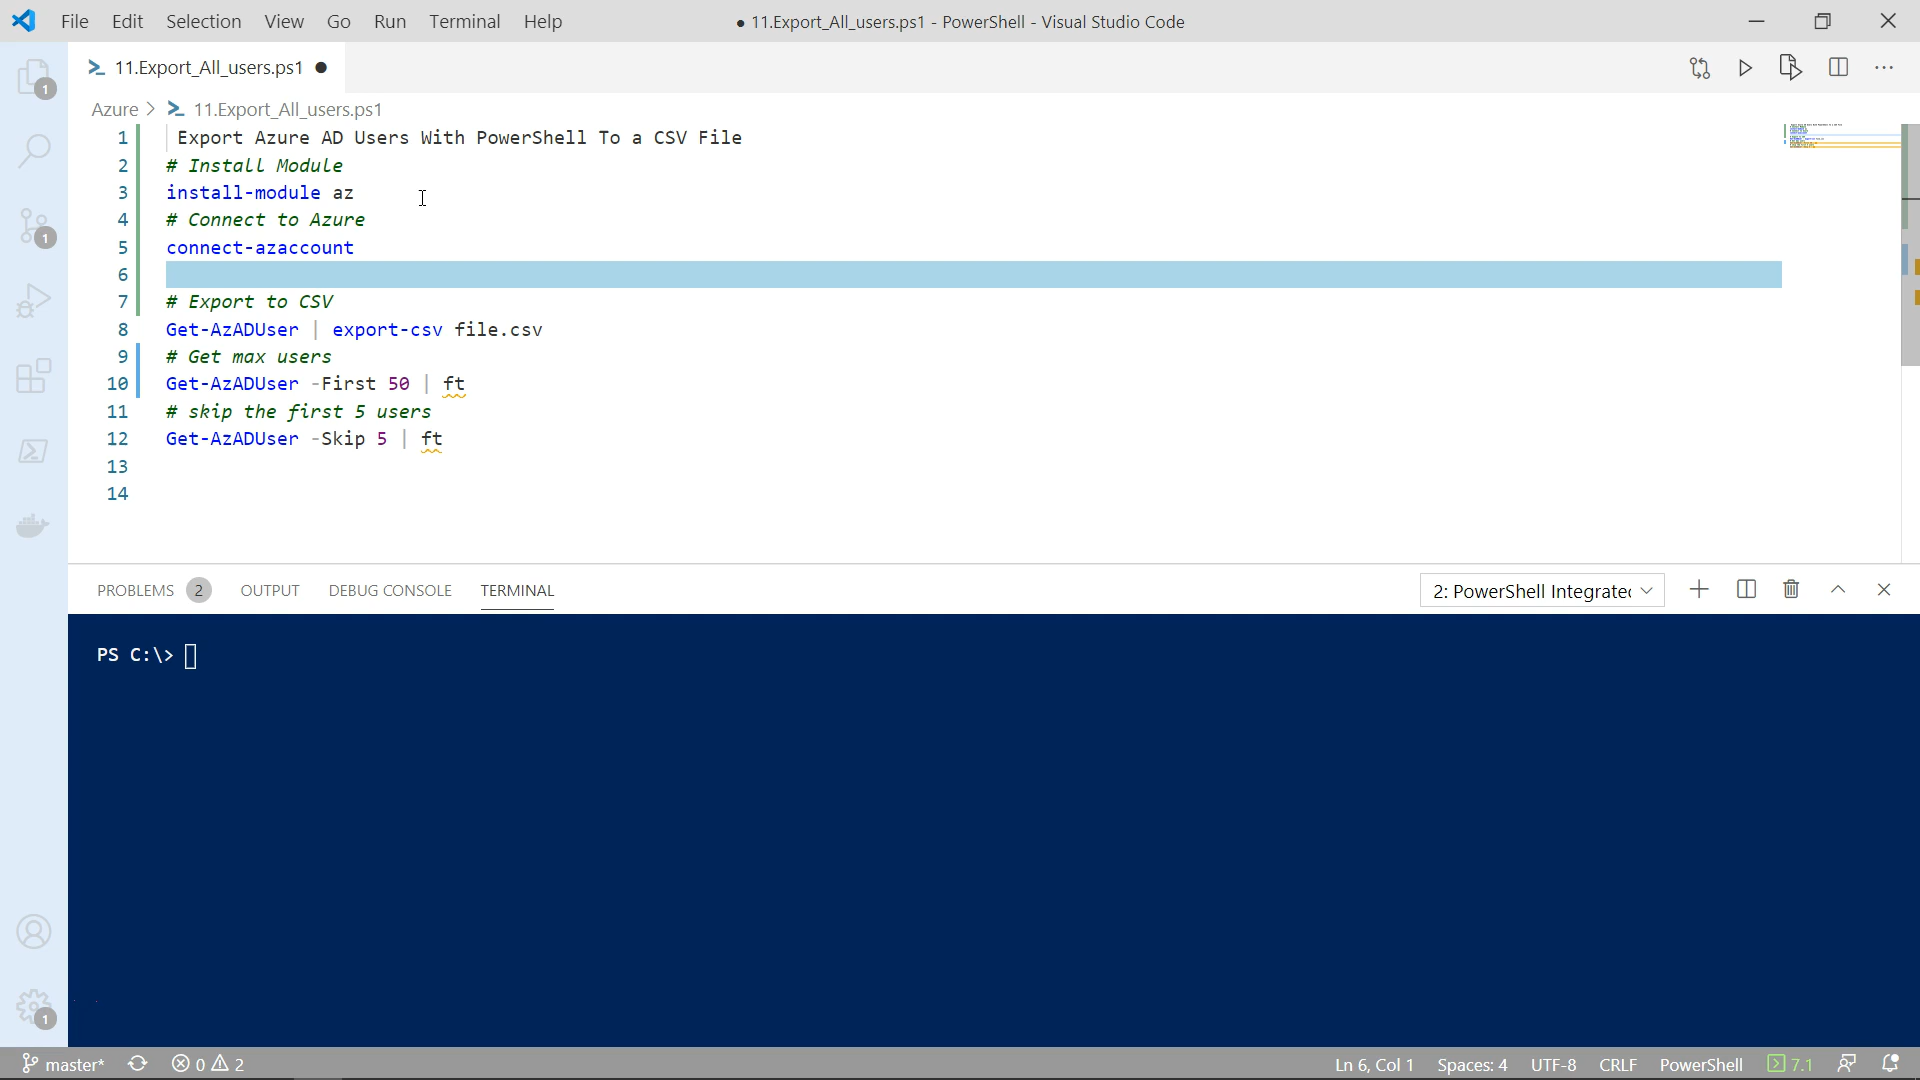 File Edit Selection View Go Run Terminal Help ● 11.Export_All_users.ps1 - PowerShell - Visual Studio Code
11.Export_All_users.ps1 ●
Azure > 11.Export_All_users.ps1
1 Export Azure AD Users With PowerShell To a CSV File
2 # Install Module
3 install-module az
4 # Connect to Azure
5 connect-azaccount
6
7 # Export to CSV
8 Get-AzADUser | export-csv file.csv
9 # Get max users
10 Get-AzADUser -First 50 | ft
11 # skip the first 5 users
12 Get-AzADUser -Skip 5 | ft
13
14
1
1
PROBLEMS 2 OUTPUT DEBUG CONSOLE TERMINAL 2: PowerShell Integrated
PS C:\>
1
master* 0 2 Ln 6, Col 1 Spaces: 4 UTF-8 CRLF PowerShell 7.1